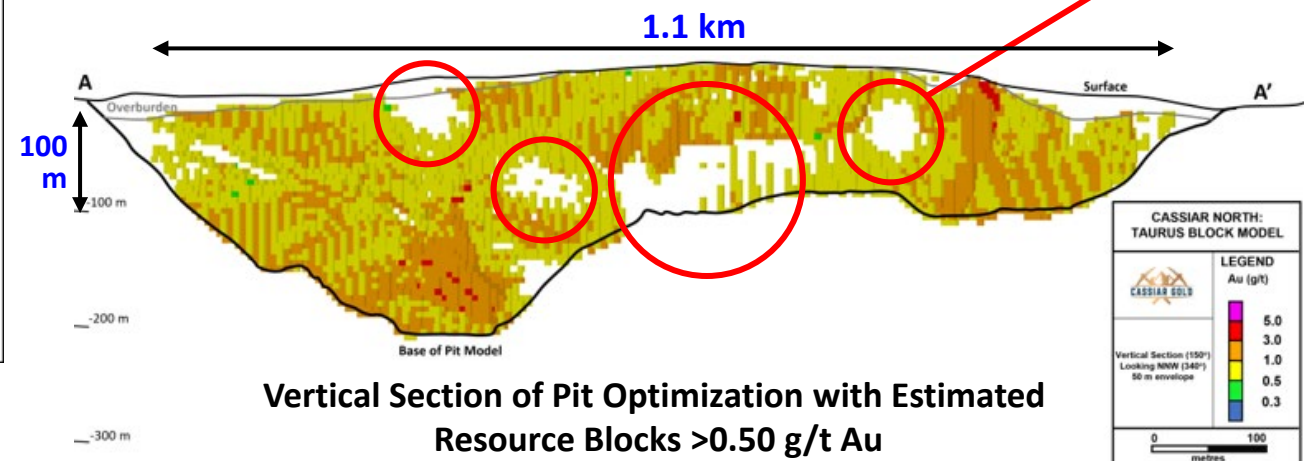 1.1 km
A
Overburden
Surface
A'
100
m
-100 m
-200 m
Base of Pit Model
-300 m
Vertical Section of Pit Optimization with Estimated
Resource Blocks >0.50 g/t Au
CASSIAR NORTH:
TAURUS BLOCK MODEL
CASSIAR GOLD
LEGEND
Au (g/t)
5.0
3.0
1.0
0.5
0.3
Vertical Section (150°)
Looking NNW (340°)
50 m envelope
0 100
metres